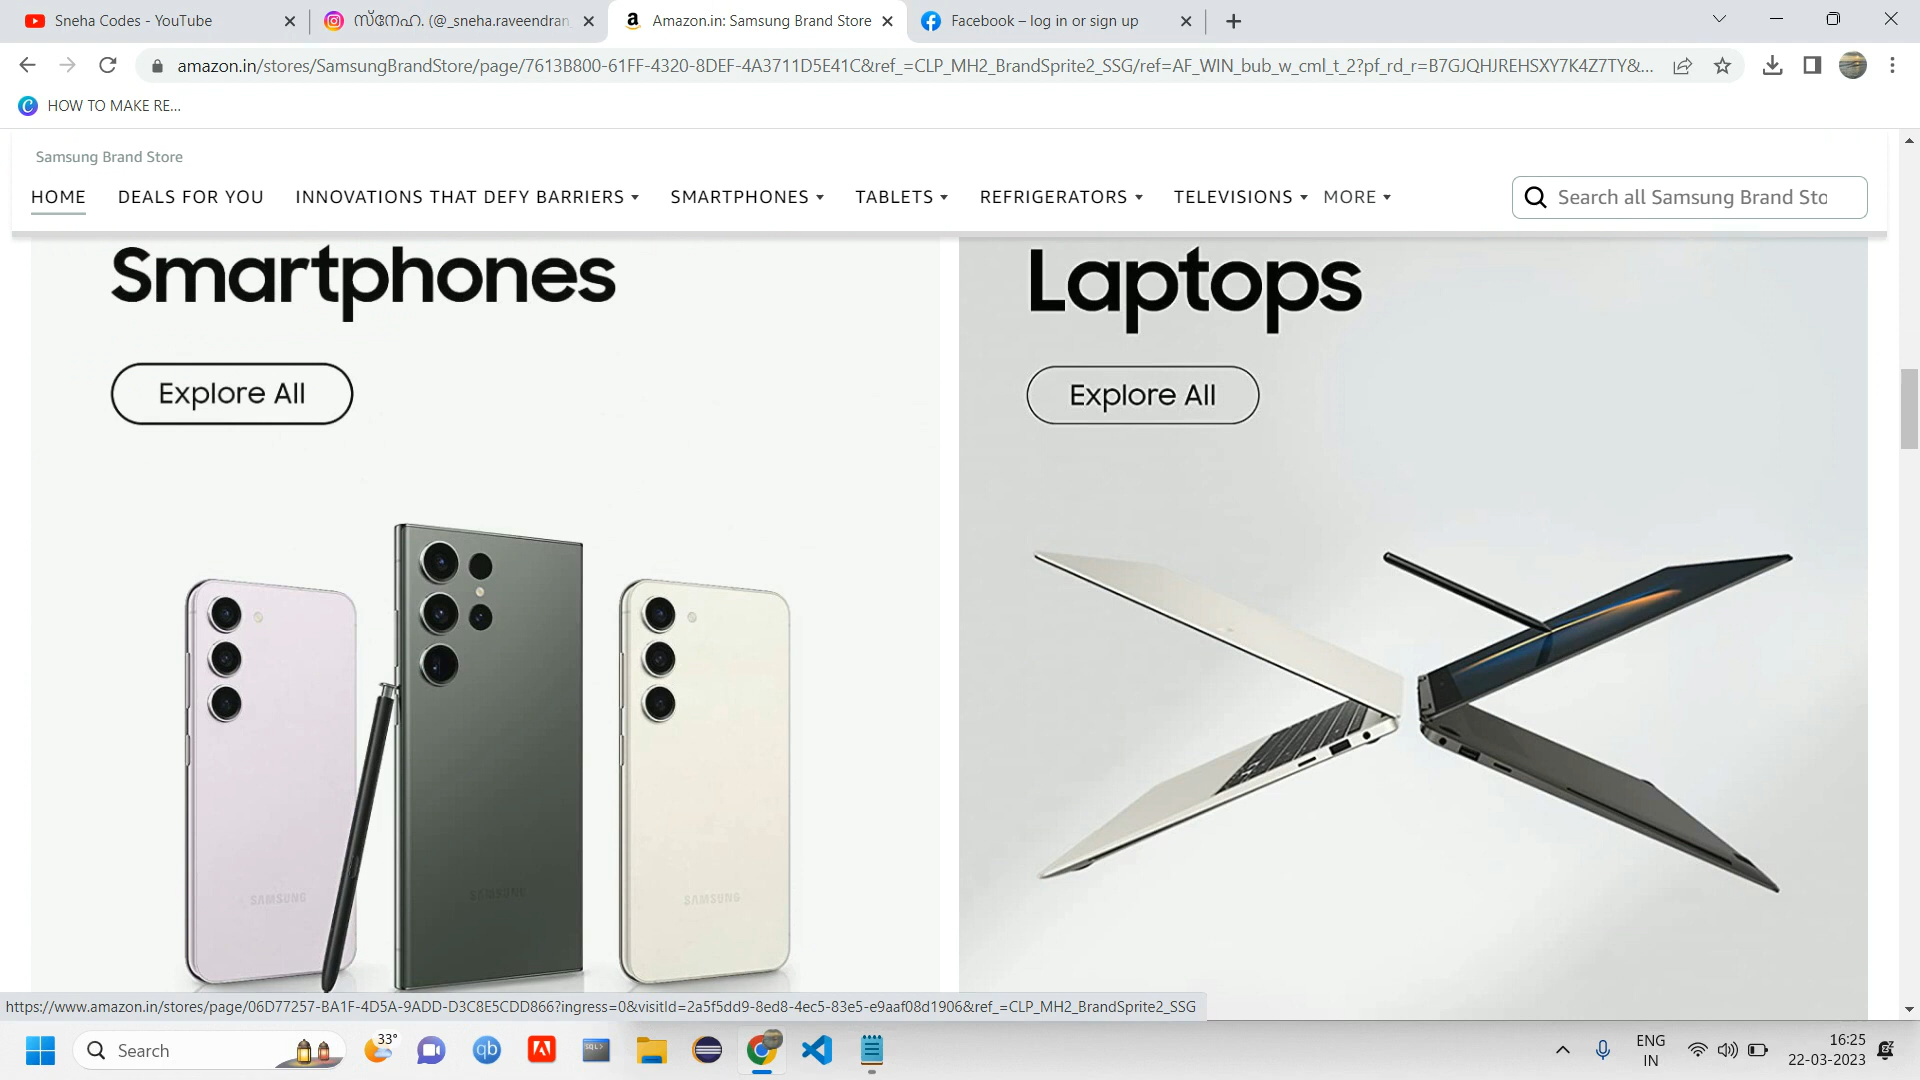 Sneha Codes - YouTube
സ്നേഹ. (@_sneha.raveendran
Amazon.in: Samsung Brand Store
Facebook – log in or sign up
amazon.in/stores/SamsungBrandStore/page/7613B800-61FF-4320-8DEF-4A3711D5E41C&ref_=CLP_MH2_BrandSprite2_SSG/ref=AF_WIN_bub_w_cml_t_2?pf_rd_r=B7GJQHJREHSXY7K4Z7TY&...
HOW TO MAKE RE...
Samsung Brand Store
HOME DEALS FOR YOU INNOVATIONS THAT DEFY BARRIERS SMARTPHONES TABLETS REFRIGERATORS TELEVISIONS MORE
Search all Samsung Brand Sto
Smartphones
Explore All
Laptops
Explore All
SAMSUNG
SAMSUNG
SAMSUNG
https://www.amazon.in/stores/page/06D77257-BA1F-4D5A-9ADD-D3C8E5CDD866?ingress=0&visitId=2a5f5dd9-8ed8-4ec5-83e5-e9aaf08d1906&ref_=CLP_MH2_BrandSprite2_SSG
Search
33°
qb
SQL>
ENG
IN
16:25
22-03-2023